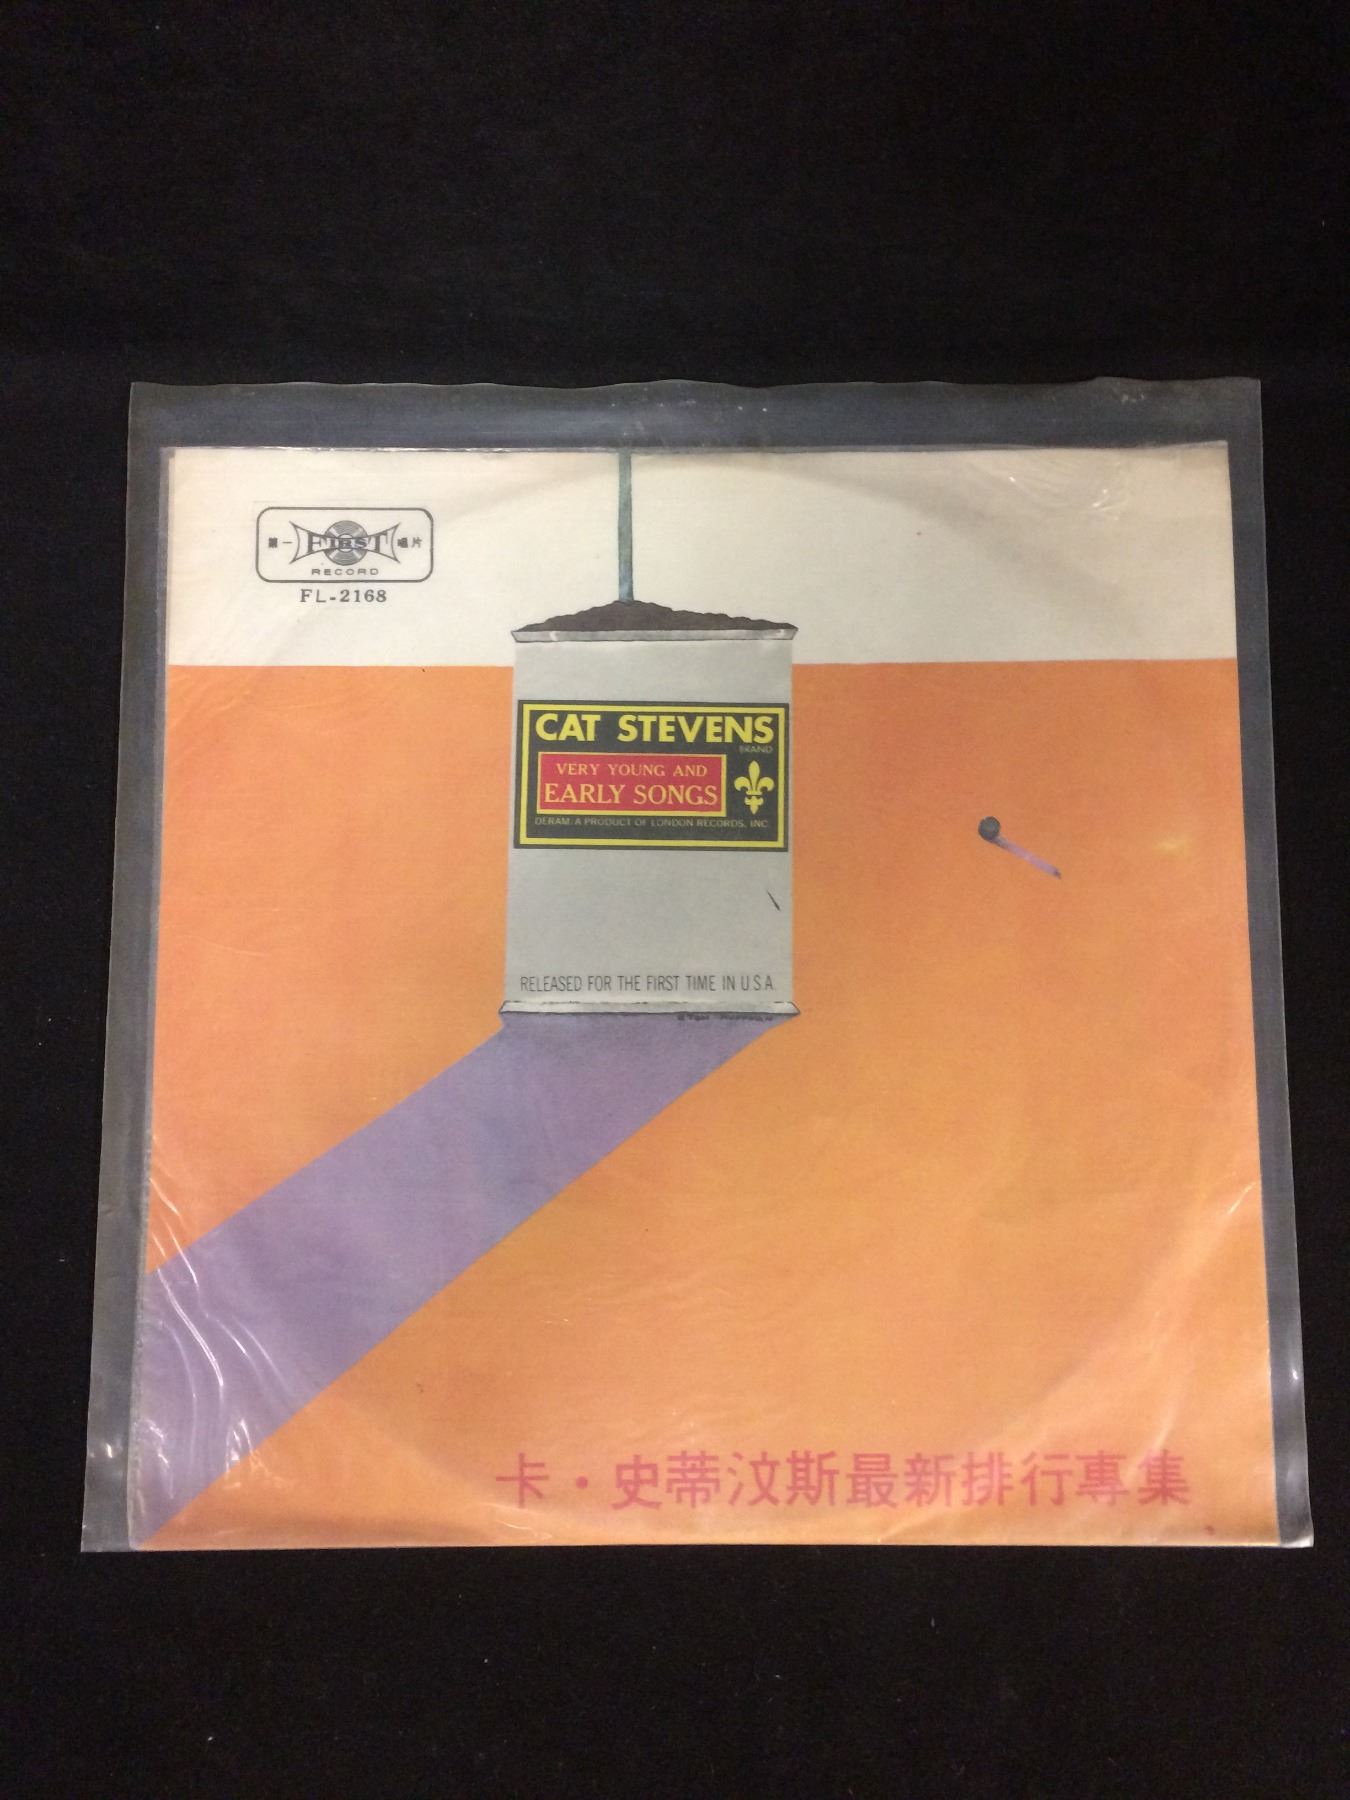 第一 FIRST 唱片
RECORD
FL-2168
CAT STEVENS
BRAND
VERY YOUNG AND
EARLY SONGS
DERAM: A PRODUCT OF LONDON RECORDS, INC.
RELEASED FOR THE FIRST TIME IN U.S.A.
卡·史蒂汶斯最新排行專集